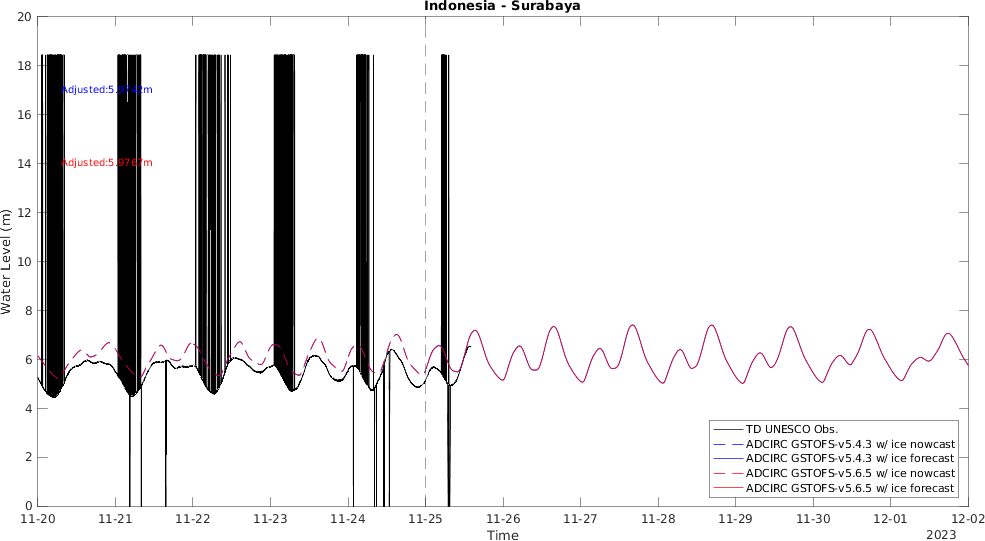 Indonesia - Surabaya
20
18
16
14
12
10
8
6
4
2
0
Water Level (m)
Adjusted:5.9767m
11-20
11-21
11-22
11-23
11-24
11-25
11-26
11-27
11-28
11-29
11-30
12-01
12-02
Time
2023
TD UNESCO Obs.
ADCIRC GSTOFS-v5.4.3 w/ ice nowcast
ADCIRC GSTOFS-v5.4.3 w/ ice forecast
ADCIRC GSTOFS-v5.6.5 w/ ice nowcast
ADCIRC GSTOFS-v5.6.5 w/ ice forecast